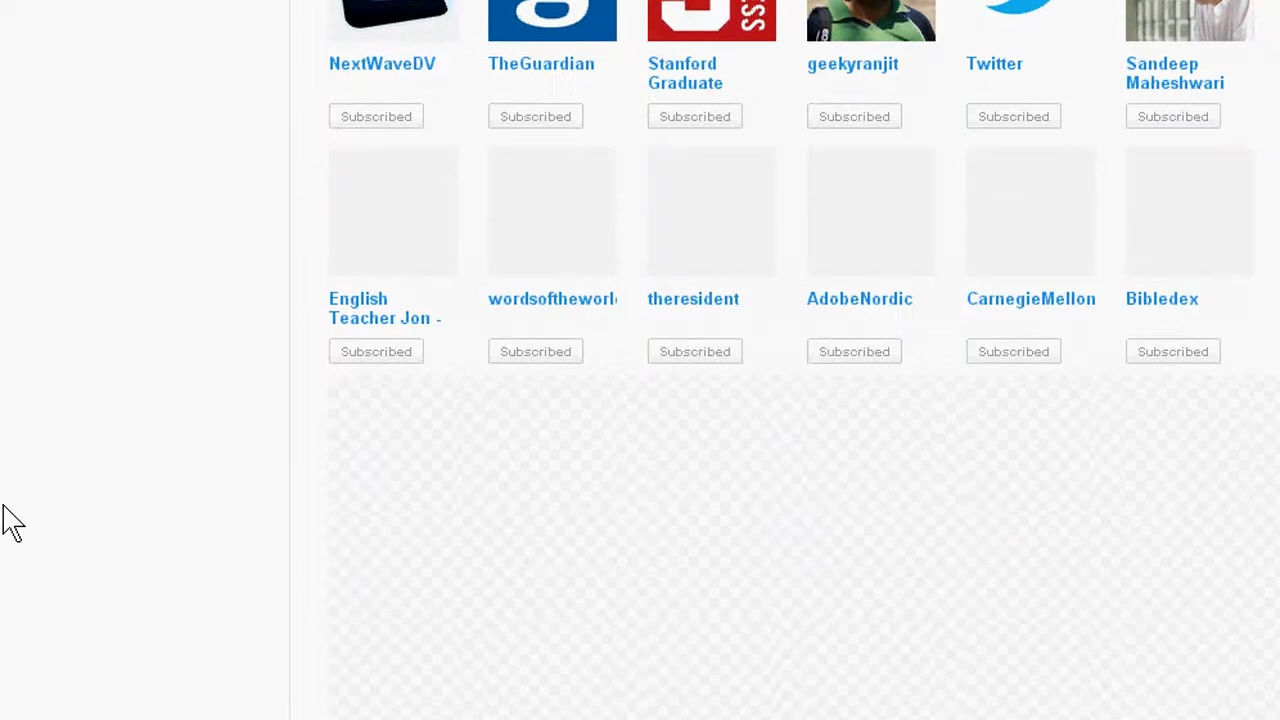 NextWaveDV
TheGuardian
Stanford
Graduate
geekyranjit
Twitter
Sandeep
Maheshwari
Subscribed
Subscribed
Subscribed
Subscribed
Subscribed
Subscribed
English
Teacher Jon -
theresident
AdobeNordic
CarnegieMellon
Bibledex
Subscribed
Subscribed
Subscribed
Subscribed
Subscribed
Subscribed